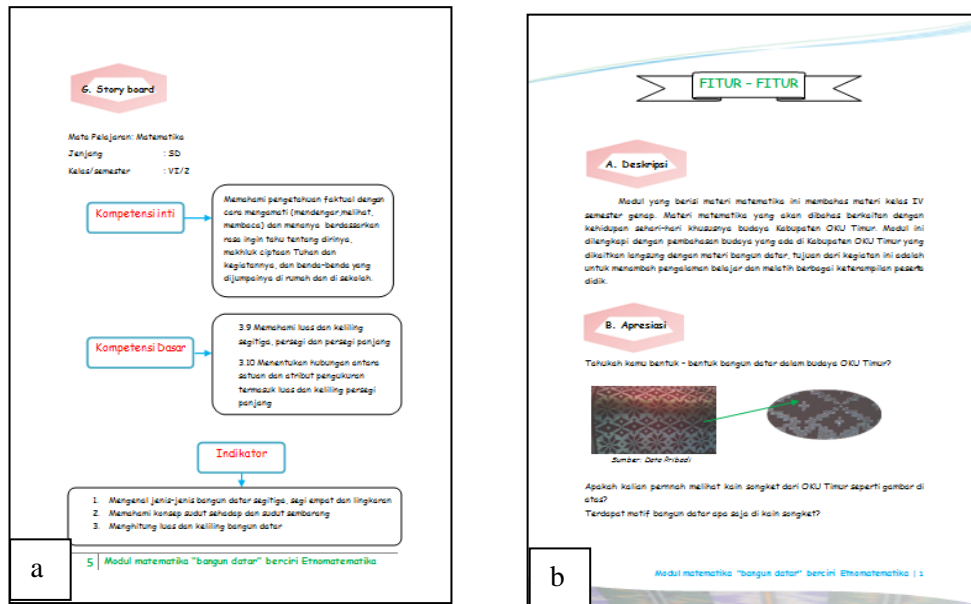 G. Story board
Mata Pelajaran: Matematika
Jenjang : SD
Kelas/semester : VI/2
Kompetensi inti
Memahami pengetahuan faktual dengan
cara mengamati (mendengar,melihat,
membaca) dan menanya berdassarkan
rasa ingin tahu tentang dirinya,
makhluk ciptaan Tuhan dan
kegiatannya, dan benda-benda yang
dijumpainya di rumah dan di sekolah.
Kompetensi Dasar
3.9 Memahami luas dan keliling
segitiga, persegi dan persegi panjang
3.10 Menentukan hubungan antara
satuan dan atribut pengukuran
termasuk luas dan keliling persegi
panjang
Indikator
1. Mengenal jenis-jenis bangun datar segitiga, segi empat dan lingkaran
2. Memahami konsep sudut sehadap dan sudut sembarang
3. Menghitung luas dan keliling bangun datar
5 Modul matematika "bangun datar" berciri Etnomatematika
a
FITUR - FITUR
A. Deskripsi
Modul yang berisi materi matematika ini membahas materi kelas IV
semester genap. Materi matematika yang akan dibahas berkaitan dengan
kehidupan sehari-hari khususnya budaya Kabupaten OKU Timur. Modul ini
dilengkapi dengan pembahasan budaya yang ada di Kabupaten OKU Timur yang
dikaitkan langsung dengan materi bangun datar, tujuan dari kegiatan ini adalah
untuk menambah pengalaman belajar dan melatih berbagai keterampilan peserta
didik.
B. Apresiasi
Tahukah kamu bentuk - bentuk bangun datar dalam budaya OKU Timur?
Sumber: Data Pribadi
Apakah kalian pernnah melihat kain songket dari OKU Timur seperti gambar di
atas?
Terdapat motif bangun datar apa saja di kain songket?
Modul matematika "bangun datar" berciri Etnomatematika | 1
b